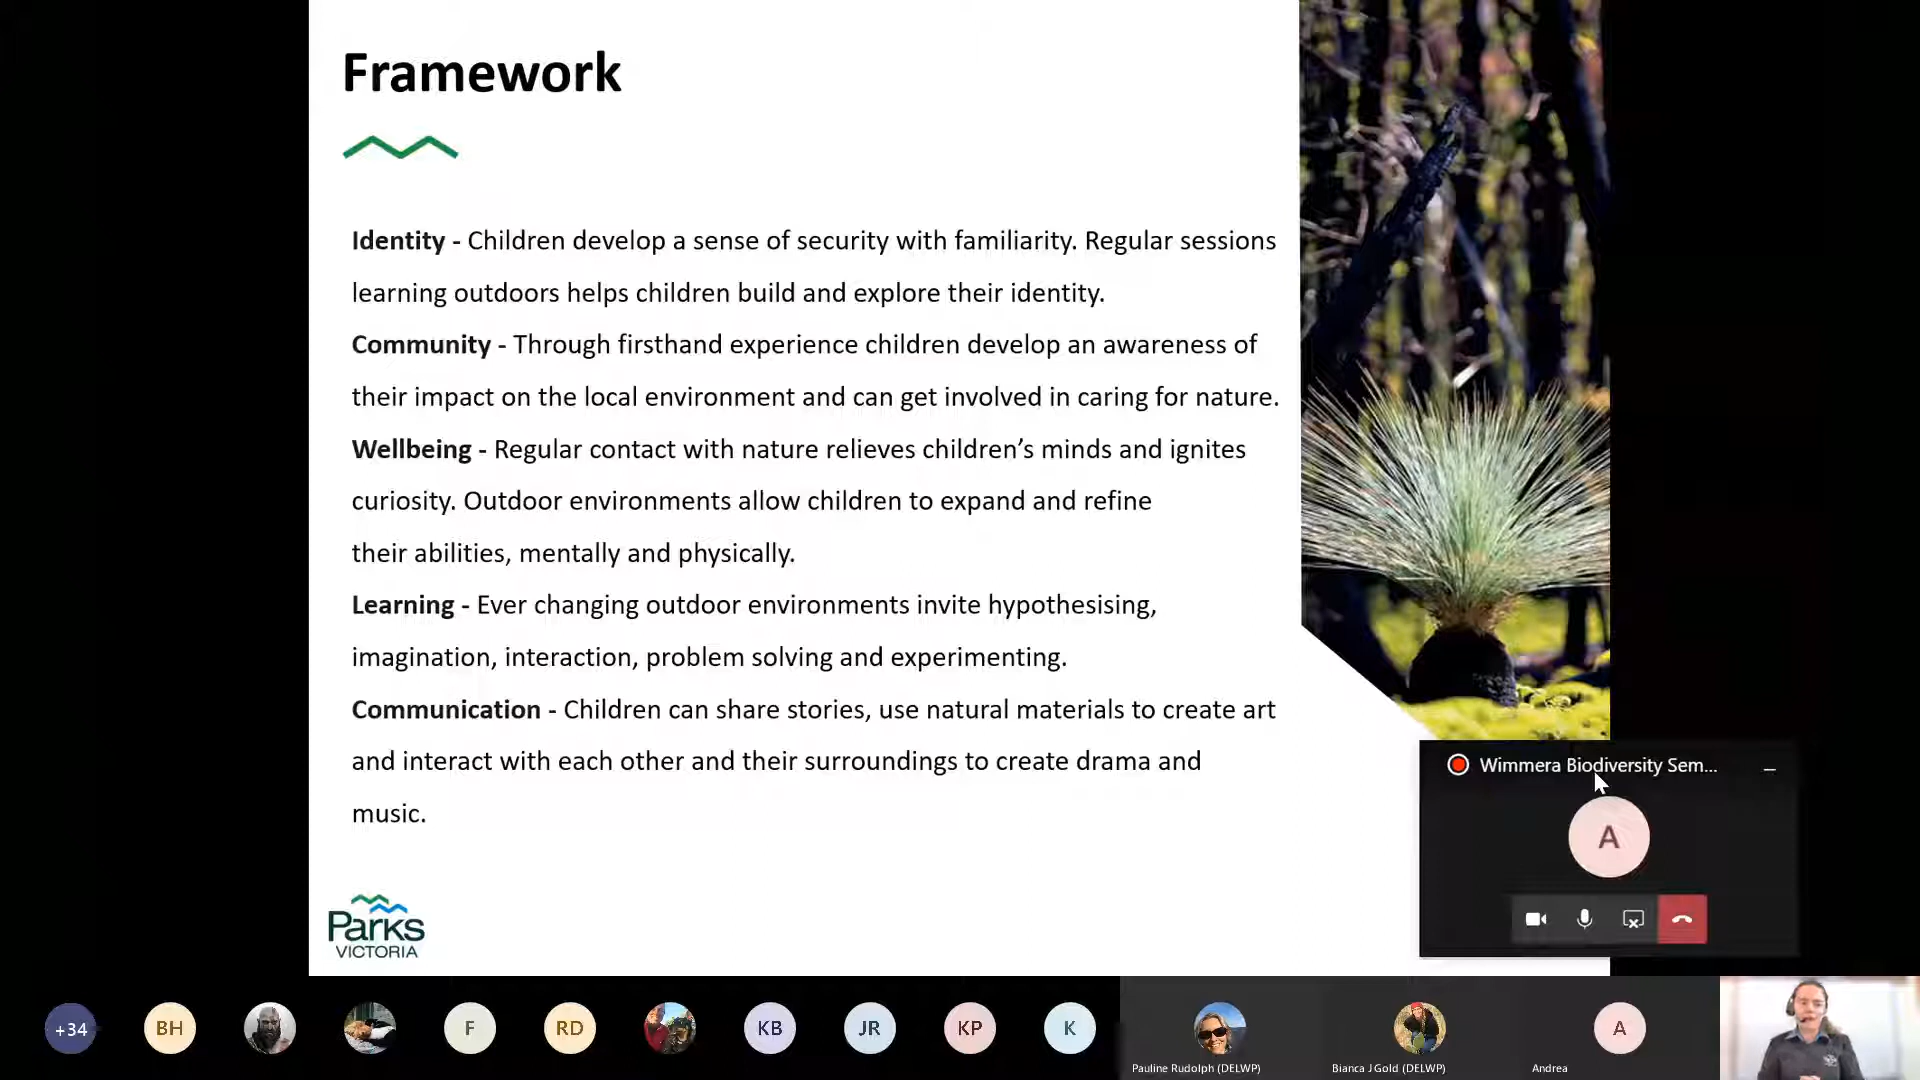 Framework
Identity - Children develop a sense of security with familiarity. Regular sessions
learning outdoors helps children build and explore their identity.
Community - Through firsthand experience children develop an awareness of
their impact on the local environment and can get involved in caring for nature.
Wellbeing - Regular contact with nature relieves children’s minds and ignites
curiosity. Outdoor environments allow children to expand and refine
their abilities, mentally and physically.
Learning - Ever changing outdoor environments invite hypothesising,
imagination, interaction, problem solving and experimenting.
Communication - Children can share stories, use natural materials to create art
and interact with each other and their surroundings to create drama and
music.
Wimmera Biodiversity Sem...
A
Parks
VICTORIA
+34
BH
F
RD
KB
JR
KP
K
A
Pauline Rudolph (DELWP)
Bianca J Gold (DELWP)
Andrea